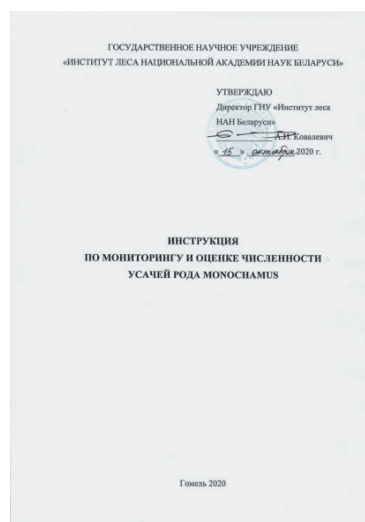 ГОСУДАРСТВЕННОЕ НАУЧНОЕ УЧРЕЖДЕНИЕ
«ИНСТИТУТ ЛЕСА НАЦИОНАЛЬНОЙ АКАДЕМИИ НАУК БЕЛАРУСИ»
УТВЕРЖДАЮ
Директор ГНУ «Институт леса
НАН Беларуси»
А.И. Ковалевич
« 15 » октября 2020 г.
ИНСТРУКЦИЯ
ПО МОНИТОРИНГУ И ОЦЕНКЕ ЧИСЛЕННОСТИ
УСАЧЕЙ РОДА MONOCHAMUS
Гомель 2020